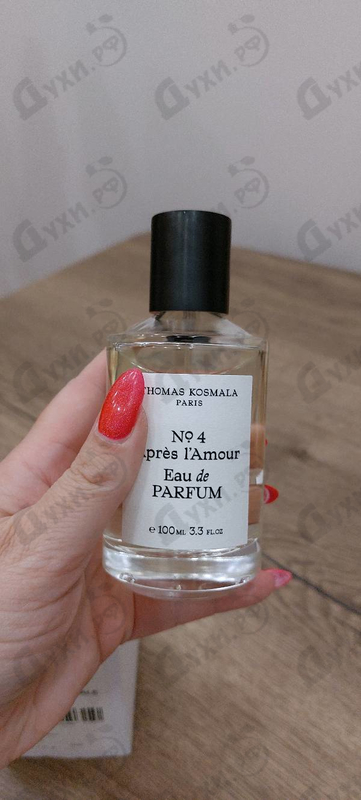 THOMAS KOSMALA
PARIS
№ 4
Après l'Amour
Eau de
PARFUM
℮ 100ML 3.3 FL.OZ
Духи.рф